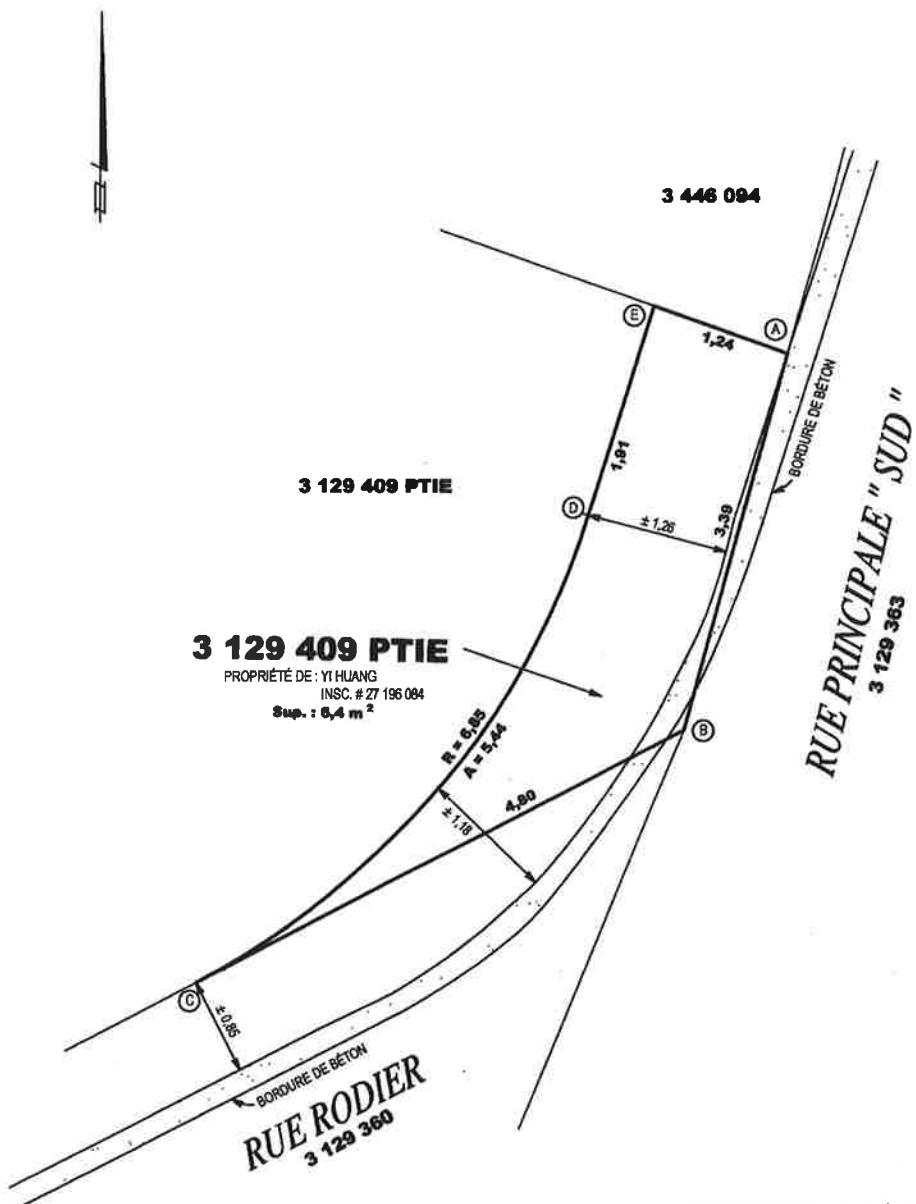 3 446 094
E
A
1,24
BORDURE DE BÉTON
1,91
3 129 409 PTIE
D
± 1,26
3,39
RUE PRINCIPALE " SUD "
3 129 363
3 129 409 PTIE
PROPRIÉTÉ DE : YI HUANG
INSC. # 27 196 084
Sup. : 6,4 m²
R = 6,85
A = 5,44
B
4,80
± 1,18
C
± 0,85
BORDURE DE BÉTON
RUE RODIER
3 129 360